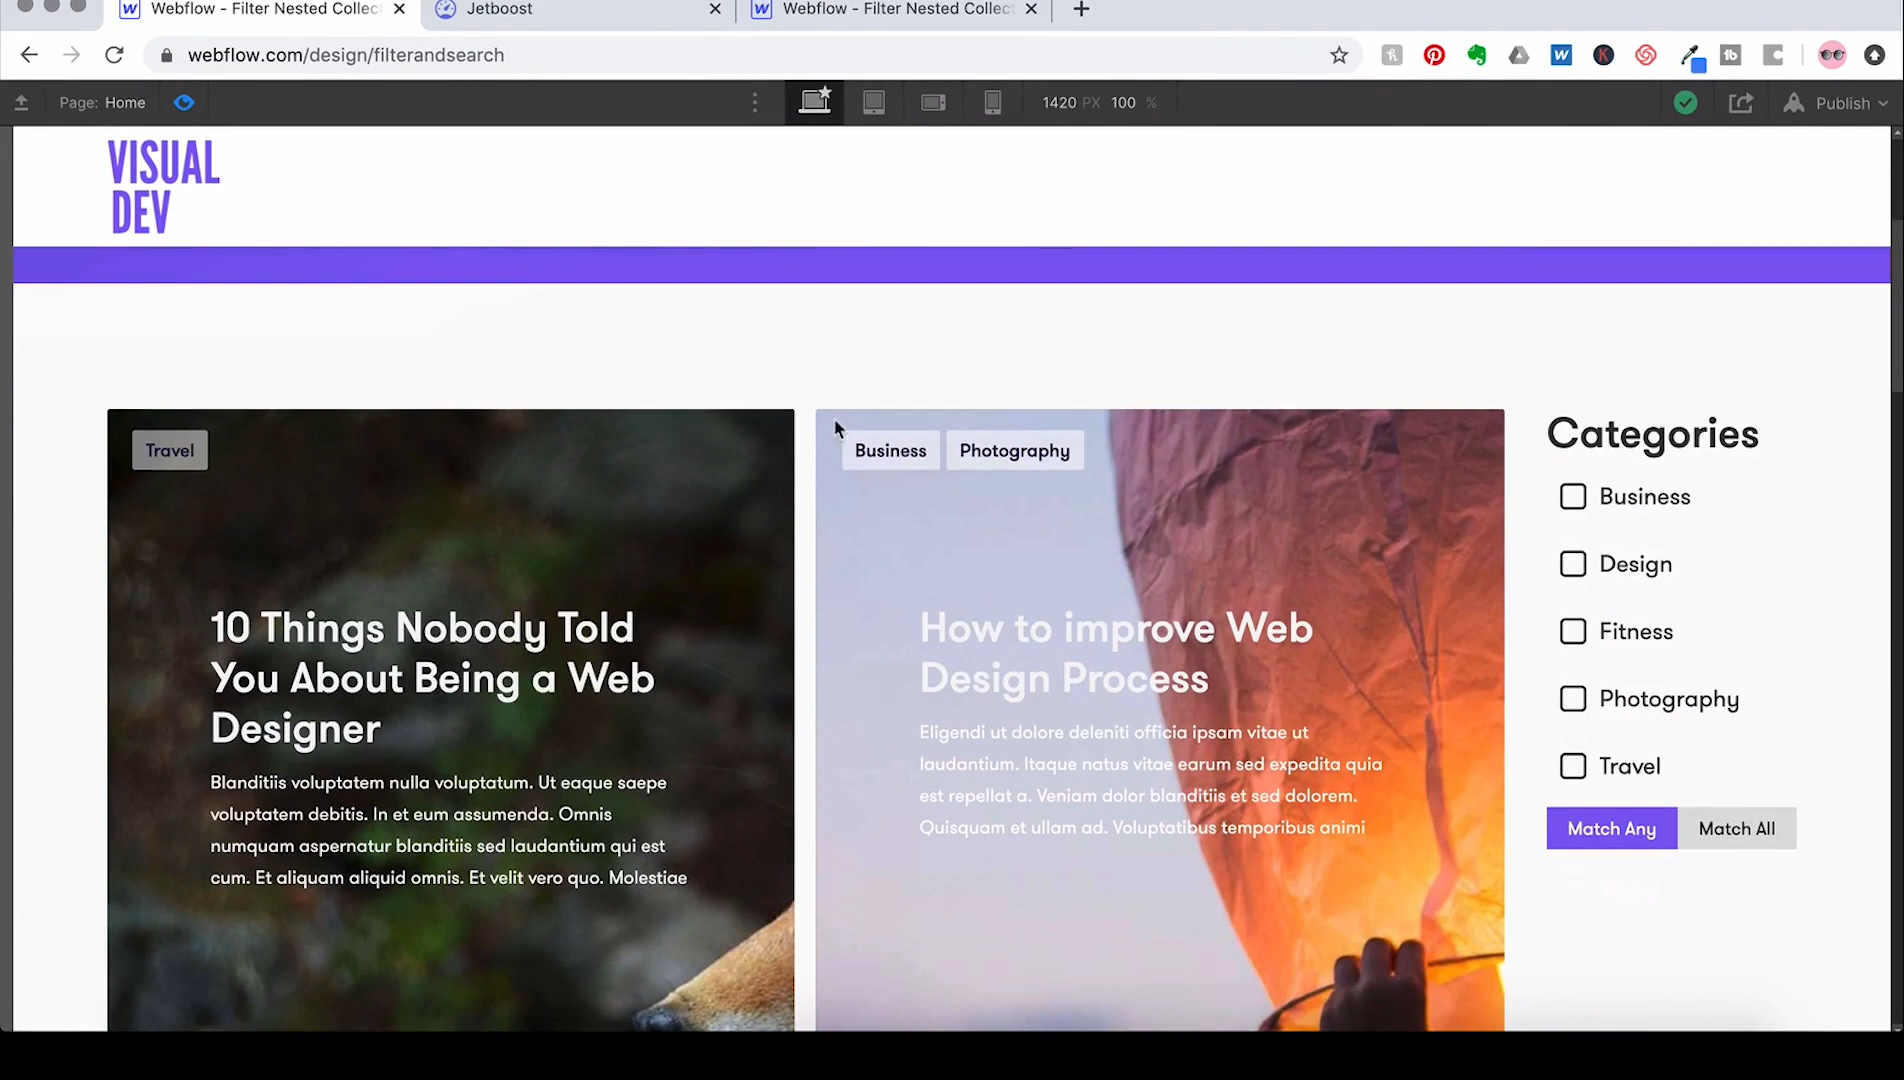 Webflow - Filter Nested Collec
Jetboost
Webflow - Filter Nested Collec
webflow.com/design/filterandsearch
Page: Home
1420 PX 100 %
Publish
VISUAL
DEV
Travel
10 Things Nobody Told
You About Being a Web
Designer
Blanditiis voluptatem nulla voluptatum. Ut eaque saepe
voluptatem debitis. In et eum assumenda. Omnis
numquam aspernatur blanditiis sed laudantium qui est
cum. Et aliquam aliquid omnis. Et velit vero quo. Molestiae
Business
Photography
How to improve Web
Design Process
Eligendi ut dolore deleniti officia ipsam vitae ut
laudantium. Itaque natus vitae earum sed expedita quia
est repellat a. Veniam dolor blanditiis et sed dolorem.
Quisquam et ullam ad. Voluptatibus temporibus animi
Categories
Business
Design
Fitness
Photography
Travel
Match Any
Match All